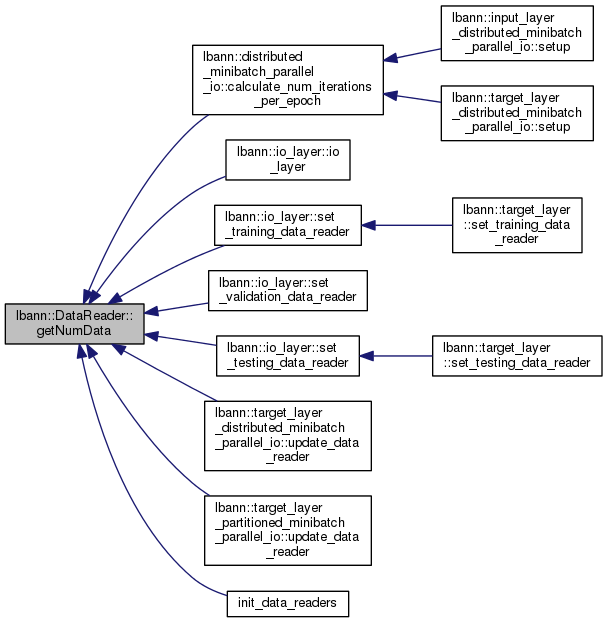 lbann::DataReader::
getNumData
lbann::distributed
_minibatch_parallel
_io::calculate_num_iterations
_per_epoch
lbann::input_layer
_distributed_minibatch
_parallel_io::setup
lbann::target_layer
_distributed_minibatch
_parallel_io::setup
lbann::io_layer::io
_layer
lbann::io_layer::set
_training_data_reader
lbann::target_layer
::set_training_data
_reader
lbann::io_layer::set
_validation_data_reader
lbann::io_layer::set
_testing_data_reader
lbann::target_layer
::set_testing_data_reader
lbann::target_layer
_distributed_minibatch
_parallel_io::update_data
_reader
lbann::target_layer
_partitioned_minibatch
_parallel_io::update_data
_reader
init_data_readers